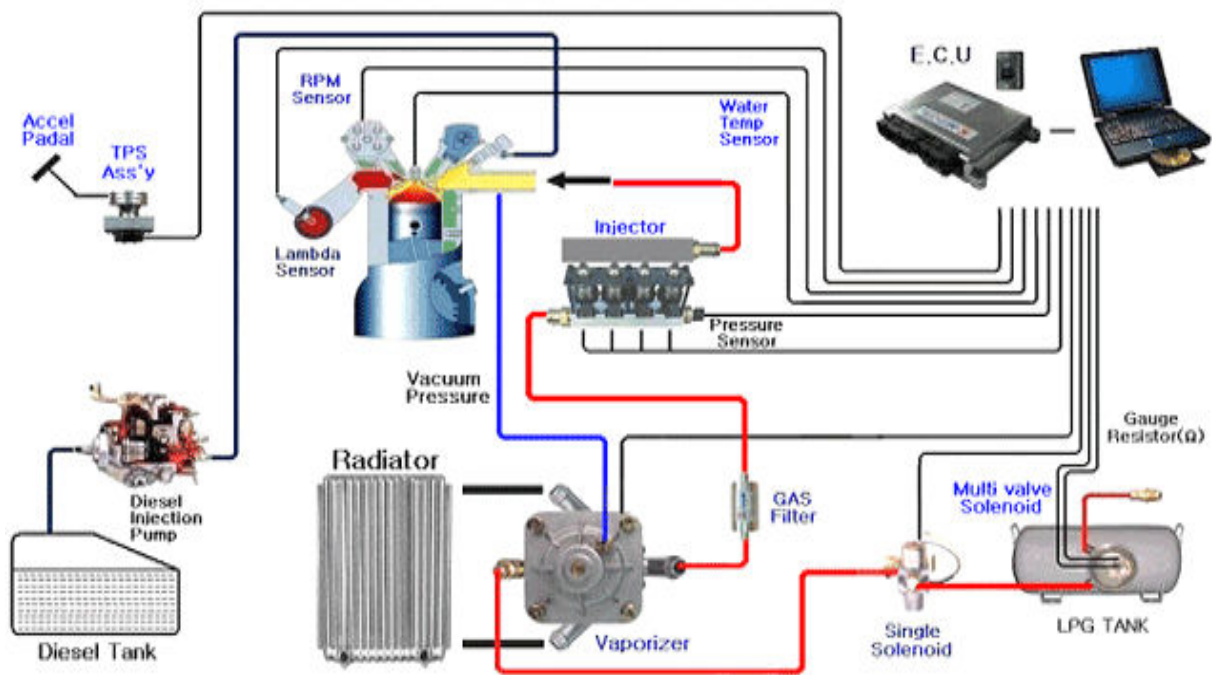 E.C.U
RPM
Sensor
Water
Temp
Sensor
Accel
Padal
TPS
Ass'y
Injector
Lambda
Sensor
Pressure
Sensor
Vacuum
Pressure
Gauge
Resistor(Ω)
Radiator
Multi valve
Solenoid
GAS
Filter
Diesel
Injection
Pump
Single
Solenoid
LPG TANK
Vaporizer
Diesel Tank